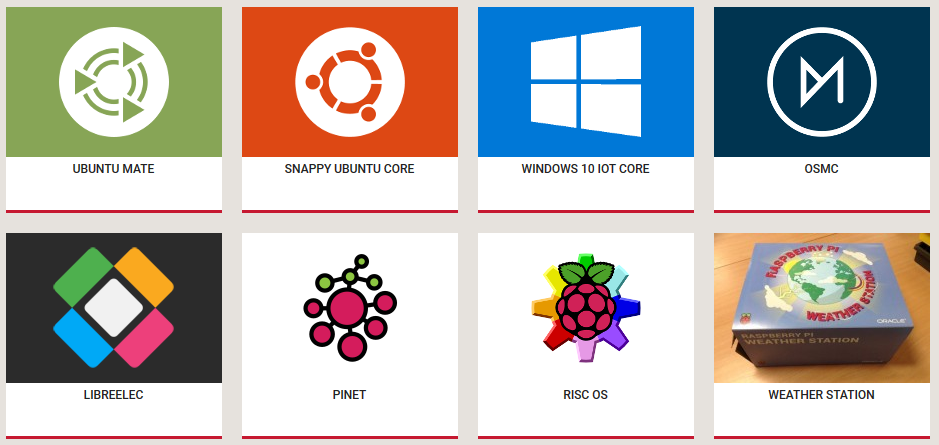 UBUNTU MATE
SNAPPY UBUNTU CORE
WINDOWS 10 IOT CORE
OSMC
RASPBERRY PI
WEATHER STATION
ORACLE
RASPBERRY PI
WEATHER STATION
LIBREELEC
PINET
RISC OS
WEATHER STATION